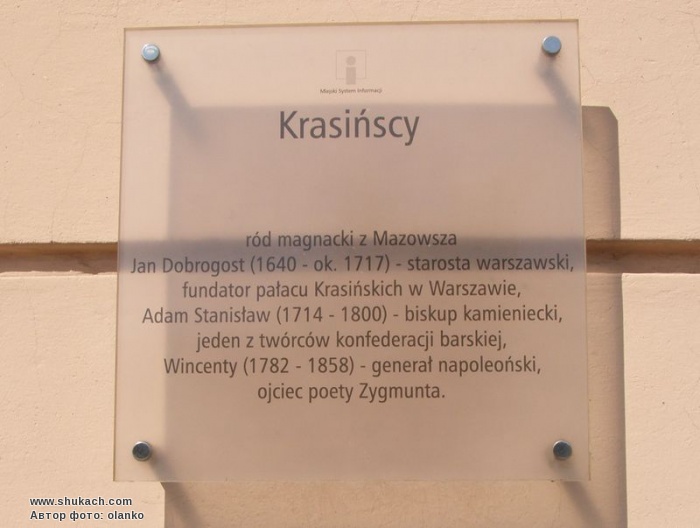 Miejski System Informacji
Krasińscy
ród magnacki z Mazowsza
Jan Dobrogost (1640 - ok. 1717) - starosta warszawski,
fundator pałacu Krasińskich w Warszawie,
Adam Stanisław (1714 - 1800) - biskup kamieniecki,
jeden z twórców konfederacji barskiej,
Wincenty (1782 - 1858) - generał napoleoński,
ojciec poety Zygmunta.
www.shukach.com
Автор фото: olanko